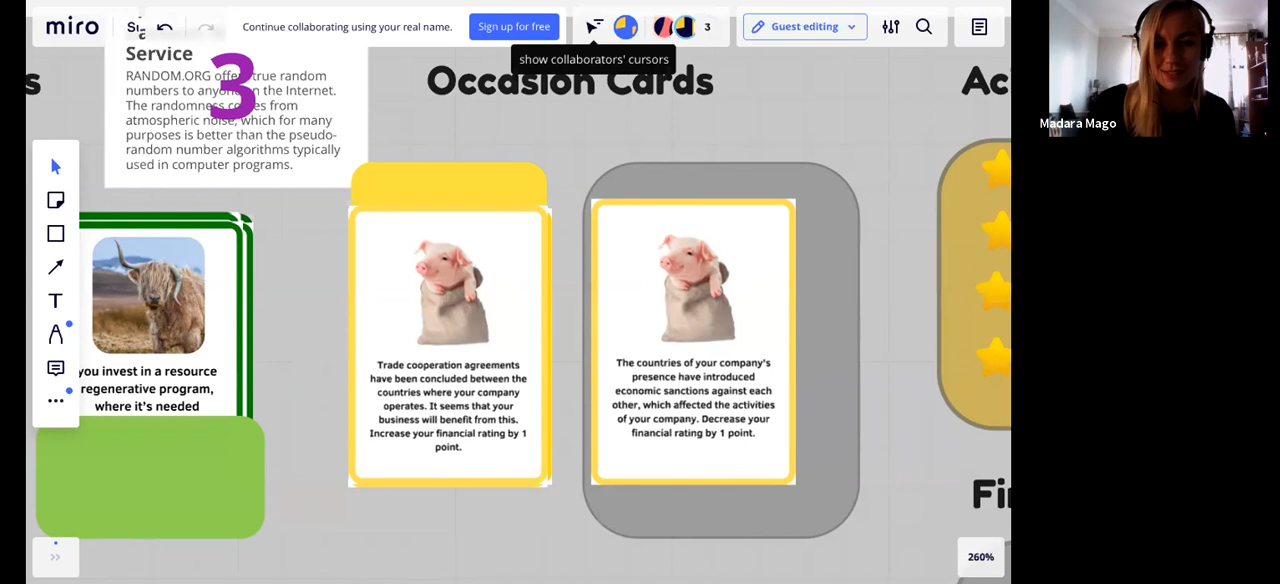 miro
Continue collaborating using your real name.
Sign up for free
3
Guest editing
show collaborators' cursors
Madara Mago
Service
RANDOM.ORG offers true random
numbers to anyone on the Internet.
The randomness comes from
atmospheric noise, which for many
purposes is better than the pseudo-
random number algorithms typically
used in computer programs.
3
s
Occasion Cards
Ac
you invest in a resource
regenerative program,
where it's needed
Trade cooperation agreements
have been concluded between the
countries where your company
operates. It seems that your
business will benefit from this.
Increase your financial rating by 1
point.
The countries of your company's
presence have introduced
economic sanctions against each
other, which affected the activities
of your company. Decrease your
financial rating by 1 point.
Fi
260%